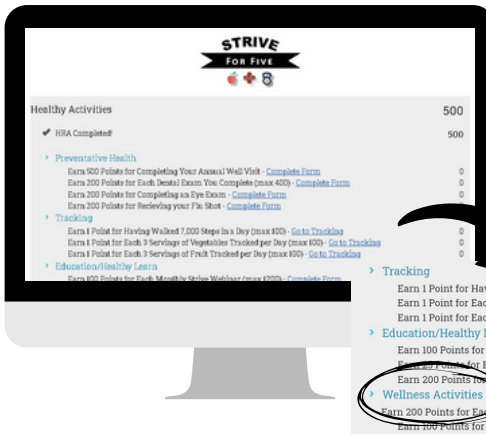 STRIVE
FOR FIVE
Healthy Activities 500
HRA Completed! 500
Preventative Health
Earn 500 Points for Completing Your Annual Well Visit - Complete Form 0
Earn 200 Points for Each Dental Exam You Complete (max 400) - Complete Form 0
Earn 200 Points for Completing an Eye Exam - Complete Form 0
Earn 200 Points for Recieving your Flu Shot - Complete Form 0
Tracking
Earn 1 Point for Having Walked 7,000 Steps in a Day (max 100) - Go to Tracking 0
Earn 1 Point for Each 3 Servings of Vegetables Tracked per Day (max 100) - Go to Tracking 0
Earn 1 Point for Each 3 Servings of Fruit Tracked per Day (max 100) - Go to Tracking 0
Education/Healthy Learn
Earn 100 Points for Each Monthly Strive Webinar (max 1200) - Complete Form
Tracking
Earn 1 Point for Hav
Earn 1 Point for Eac
Earn 1 Point for Eac
Education/Healthy L
Earn 100 Points for
Earn 25 Points for E
Earn 200 Points for
Wellness Activities
Earn 200 Points for Eac
Earn 100 Points for